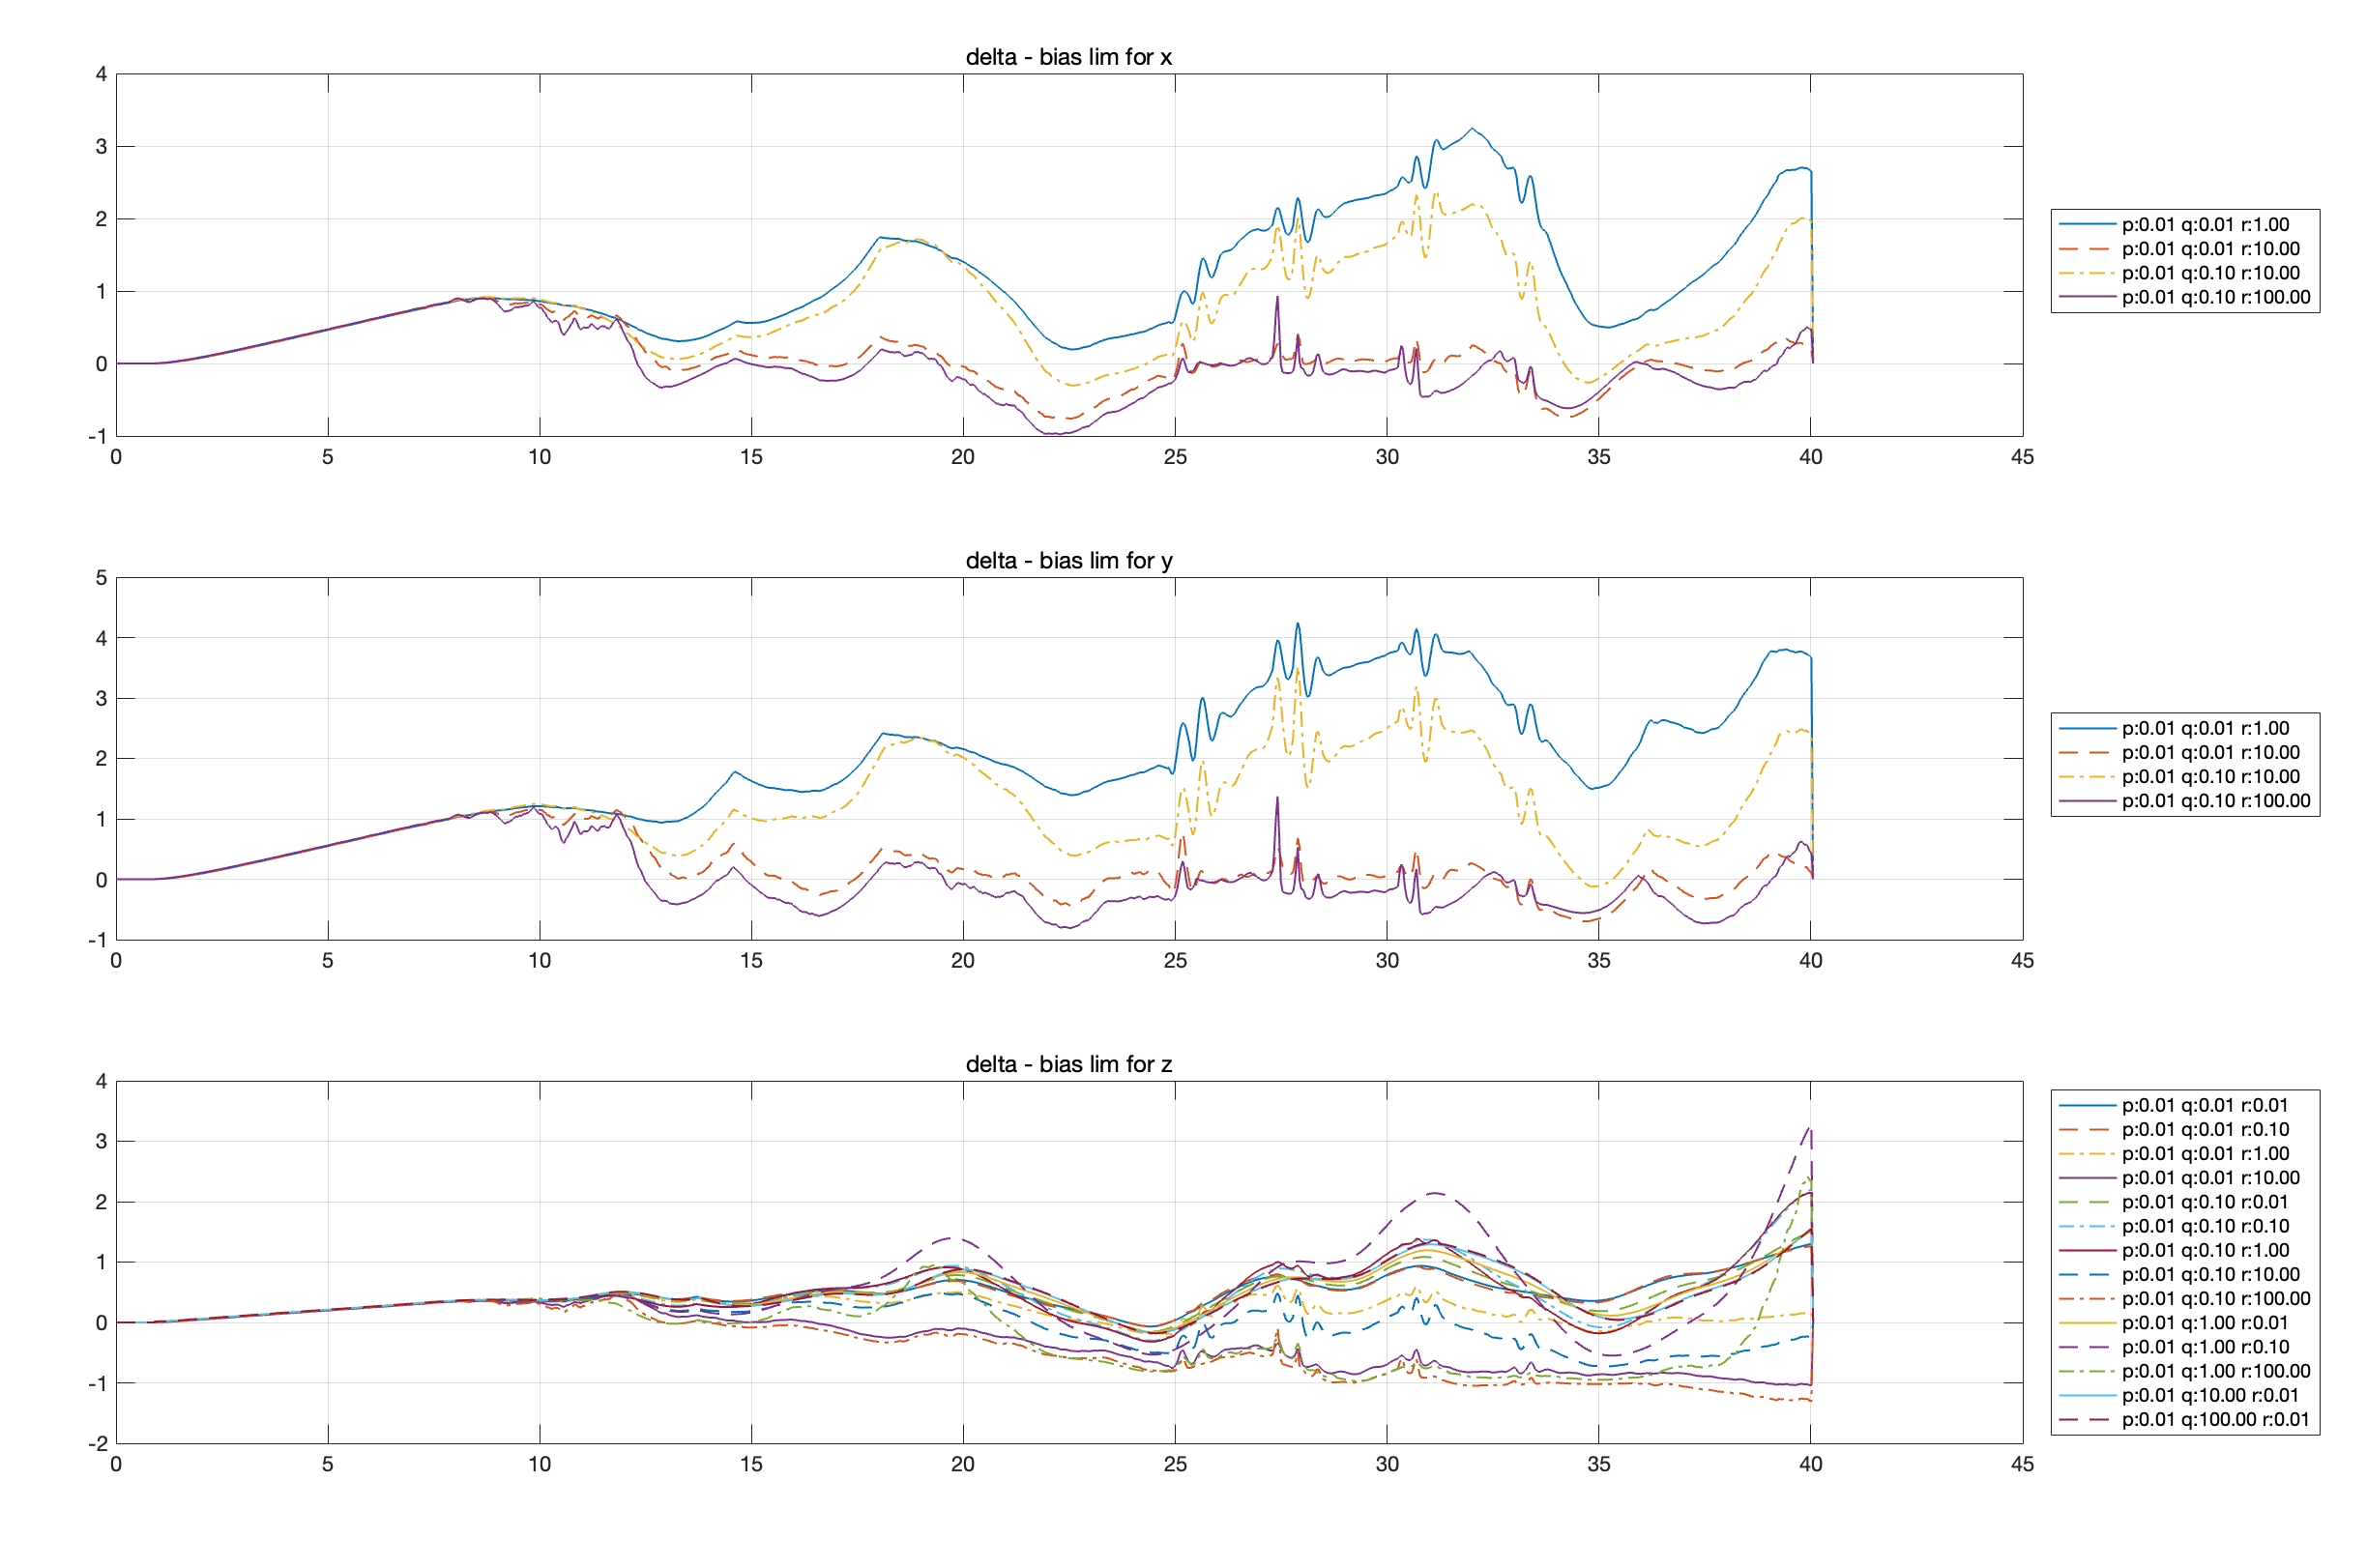 delta - bias lim for x
4
3
2
1
0
-1
0 5 10 15 20 25 30 35 40 45
p:0.01 q:0.01 r:1.00
p:0.01 q:0.01 r:10.00
p:0.01 q:0.10 r:10.00
p:0.01 q:0.10 r:100.00
delta - bias lim for y
5
4
3
2
1
0
-1
0 5 10 15 20 25 30 35 40 45
p:0.01 q:0.01 r:1.00
p:0.01 q:0.01 r:10.00
p:0.01 q:0.10 r:10.00
p:0.01 q:0.10 r:100.00
delta - bias lim for z
4
3
2
1
0
-1
-2
0 5 10 15 20 25 30 35 40 45
p:0.01 q:0.01 r:0.01
p:0.01 q:0.01 r:0.10
p:0.01 q:0.01 r:1.00
p:0.01 q:0.01 r:10.00
p:0.01 q:0.10 r:0.01
p:0.01 q:0.10 r:0.10
p:0.01 q:0.10 r:1.00
p:0.01 q:0.10 r:10.00
p:0.01 q:0.10 r:100.00
p:0.01 q:1.00 r:0.01
p:0.01 q:1.00 r:0.10
p:0.01 q:1.00 r:100.00
p:0.01 q:10.00 r:0.01
p:0.01 q:100.00 r:0.01